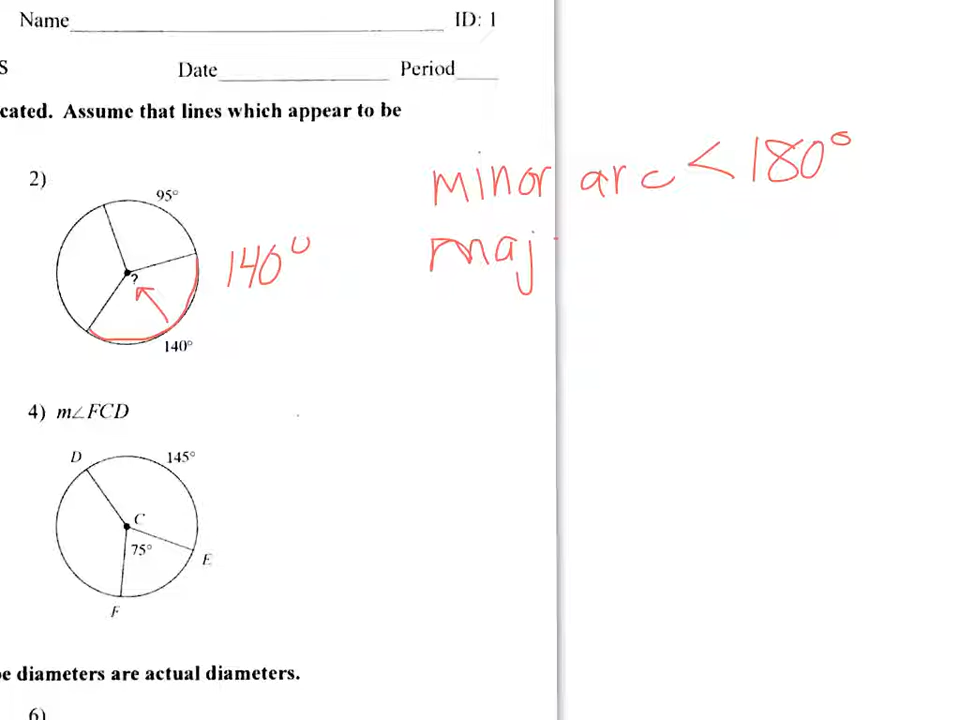 Name ID: 1
S Date Period
cated. Assume that lines which appear to be
2)
95°
?
140°
140°
minor arc < 180°
maj
4) m∠FCD
D
145°
C
75°
E
F
e diameters are actual diameters.
6)